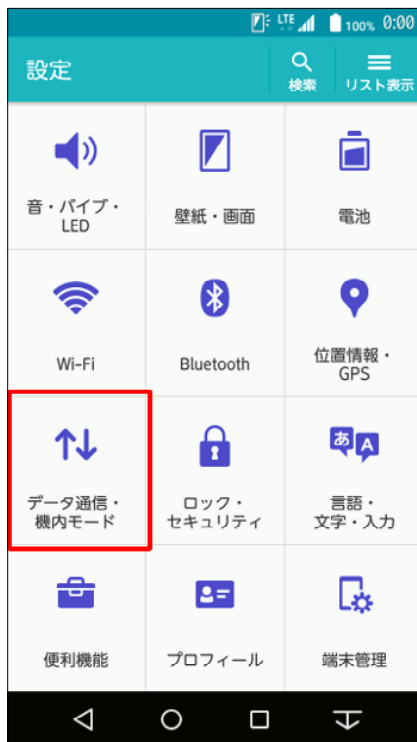 LTE 100% 0:00
設定
検索
リスト表示
音・バイブ・
LED
壁紙・画面
電池
Wi-Fi
Bluetooth
位置情報・
GPS
データ通信・
機内モード
ロック・
セキュリティ
あ A
言語・
文字・入力
便利機能
プロフィール
端末管理